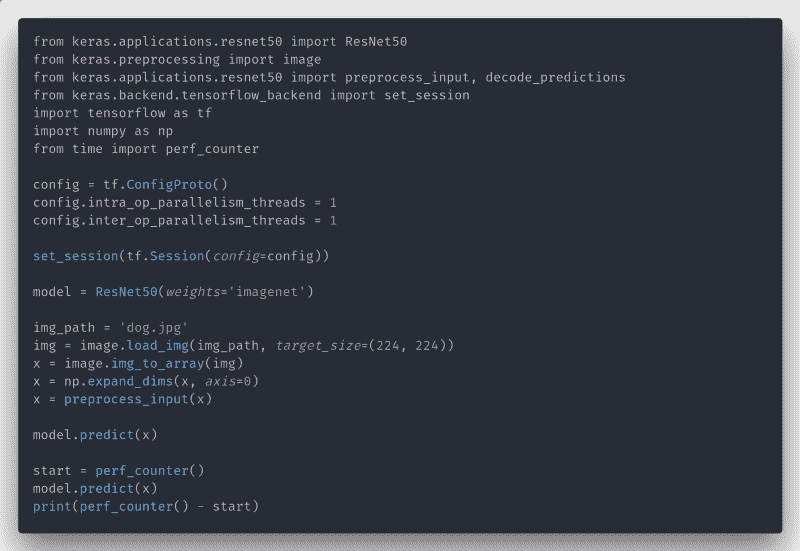 from keras.applications.resnet50 import ResNet50
from keras.preprocessing import image
from keras.applications.resnet50 import preprocess_input, decode_predictions
from keras.backend.tensorflow_backend import set_session
import tensorflow as tf
import numpy as np
from time import perf_counter

config = tf.ConfigProto()
config.intra_op_parallelism_threads = 1
config.inter_op_parallelism_threads = 1

set_session(tf.Session(config=config))

model = ResNet50(weights='imagenet')

img_path = 'dog.jpg'
img = image.load_img(img_path, target_size=(224, 224))
x = image.img_to_array(img)
x = np.expand_dims(x, axis=0)
x = preprocess_input(x)

model.predict(x)

start = perf_counter()
model.predict(x)
print(perf_counter() - start)